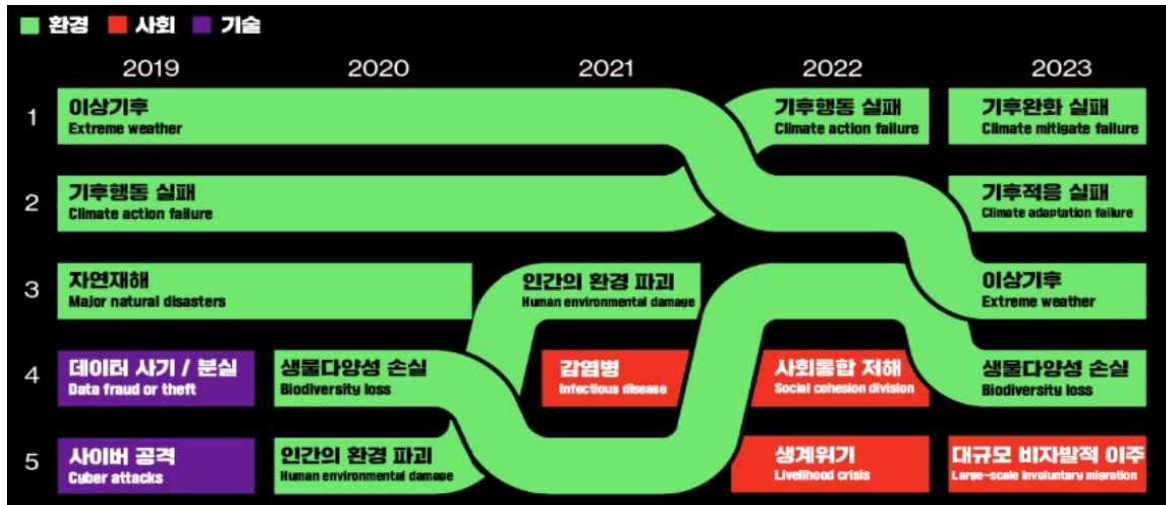 환경 사회 기술
2019 2020 2021 2022 2023
1
이상기후
Extreme weather
기후행동 실패
Climate action failure
기후완화 실패
Climate mitigate failure
2
기후행동 실패
Climate action failure
기후적응 실패
Climate adaptation failure
3
자연재해
Major natural disasters
인간의 환경 파괴
Human environmental damage
이상기후
Extreme weather
4
데이터 사기 / 분실
Data fraud or theft
생물다양성 손실
Biodiversity loss
감염병
Infectious disease
사회통합 저해
Social cohesion division
생물다양성 손실
Biodiversity loss
5
사이버 공격
Cyber attacks
인간의 환경 파괴
Human environmental damage
생계위기
Livelihood crisis
대규모 비자발적 이주
Large-scale involuntary migration